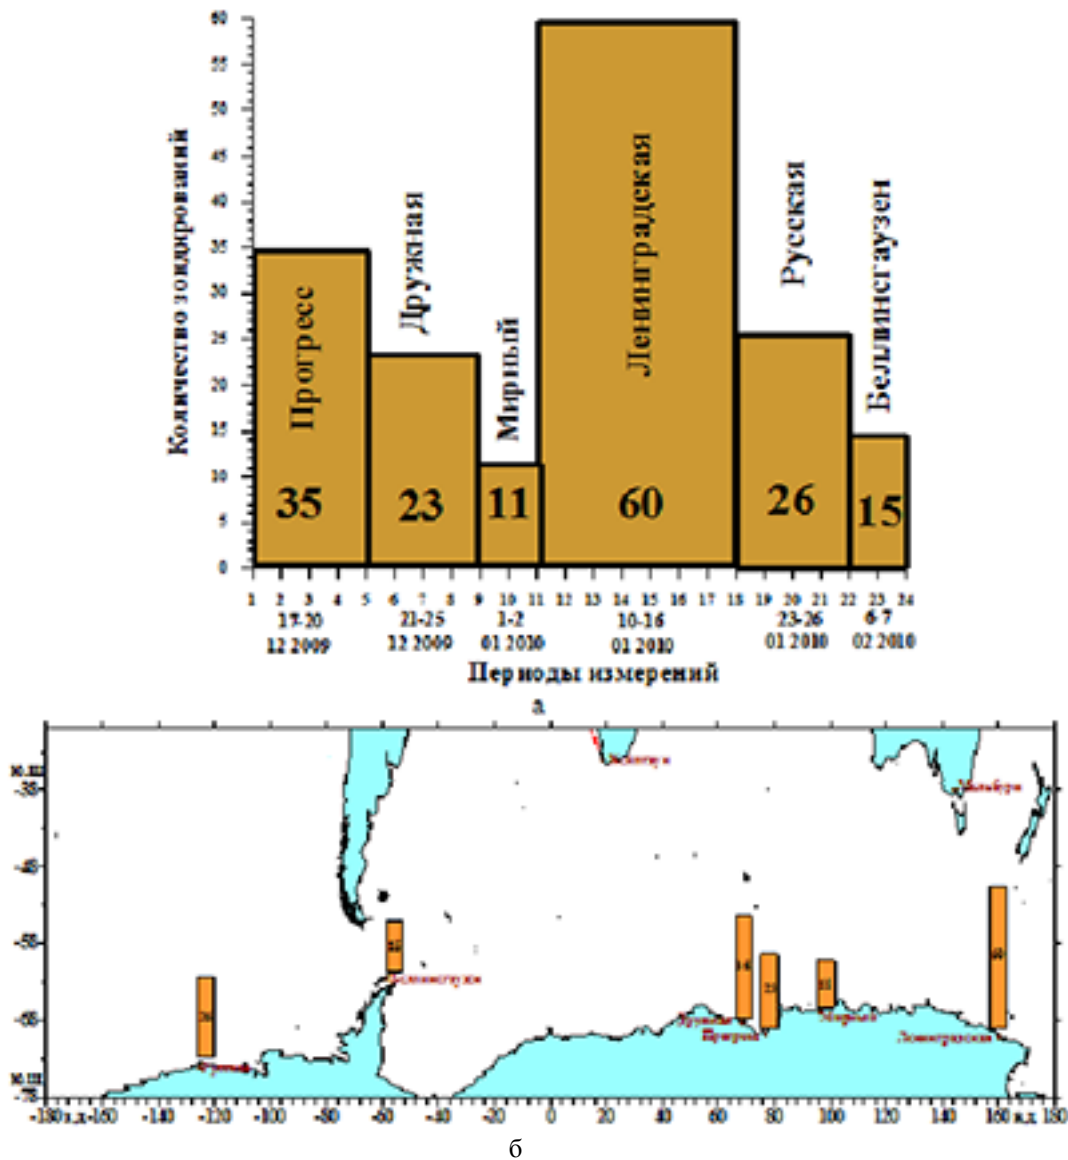 Количество зондирований
60
55
50
45
40
35
30
25
20
15
10
5
0
Прогресс
Дружная
Мирный
Ленинградская
Русская
Беллинсгаузен
35
23
11
60
26
15
1 2 3 4 5 6 7 8 9 10 11 12 13 14 15 16 17 18 19 20 21 22 23 24
17-20 21-25 1-2 10-16 23-26 6-7
12 2009 12 2009 01 2010 01 2010 01 2010 02 2010
Периоды измерений
а
Мельбурн
-35
-45
-55
-65
Беллинсгаузен
Мирный
Прогресс
Ленинградская
-180 -160 -140 -120 -100 -80 -60 -40 -20 0 20 40 60 80 100 120 140 160 180
б